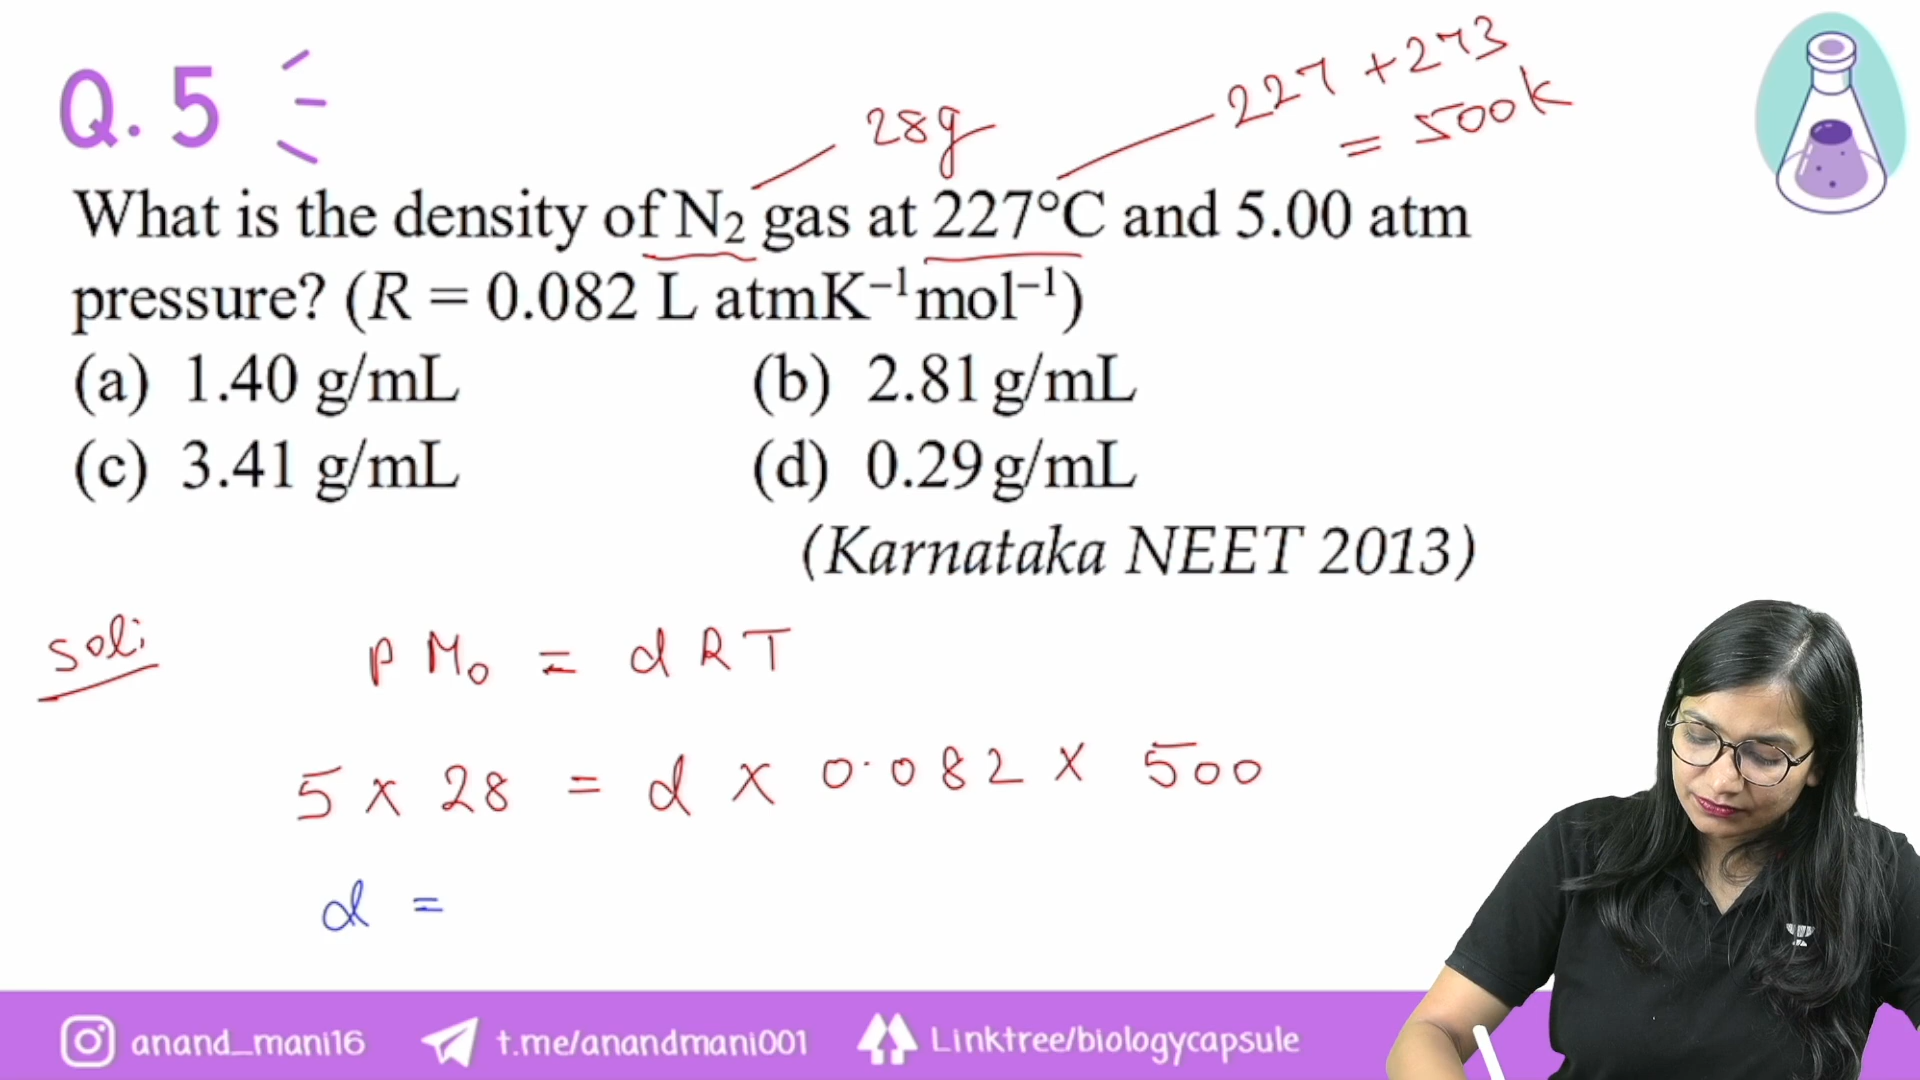 Q. 5
28g
227 + 273
= 500k
What is the density of N₂ gas at 227°C and 5.00 atm
pressure? (R = 0.082 L atmK⁻¹mol⁻¹)
(a) 1.40 g/mL (b) 2.81 g/mL
(c) 3.41 g/mL (d) 0.29 g/mL
(Karnataka NEET 2013)
Sol:
P M₀ = d R T
5 x 28 = d x 0.082 x 500
d =
anand_mani16 t.me/anandmani001 Linktree/biologycapsule